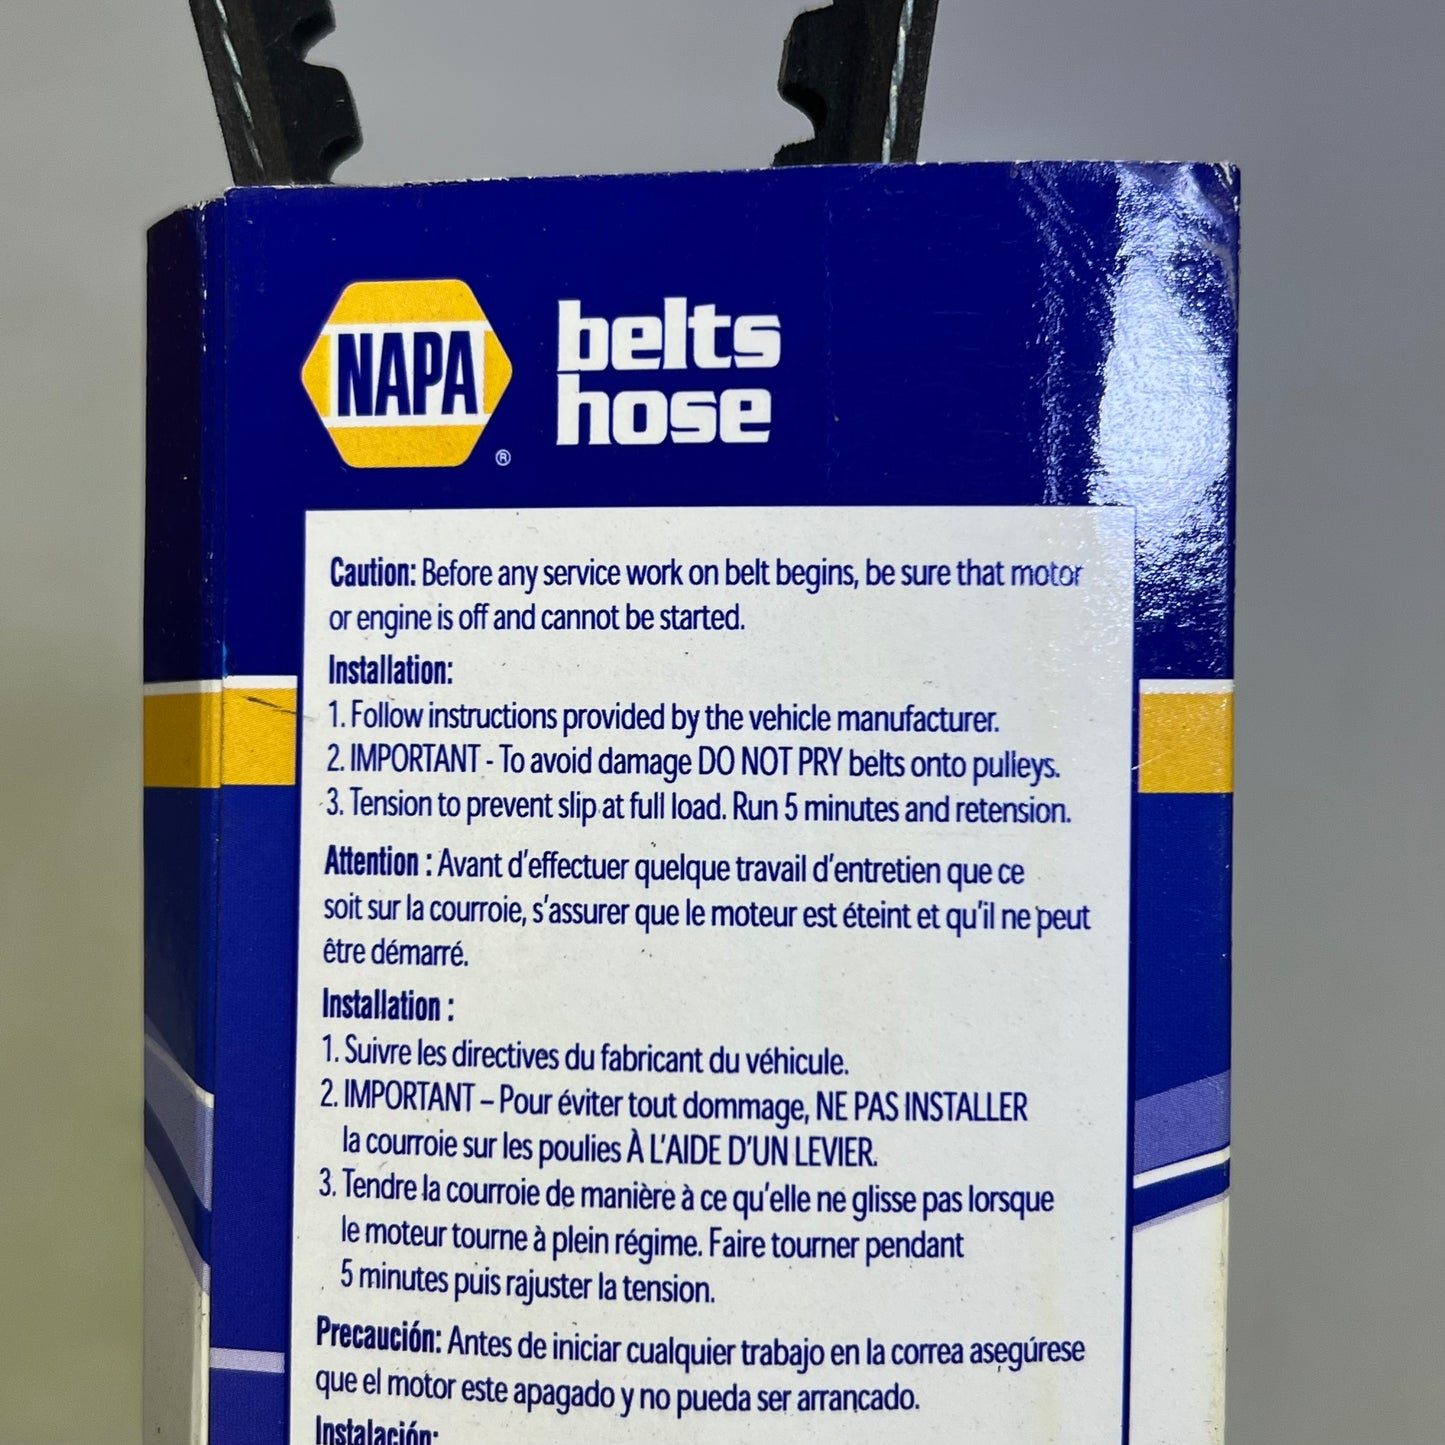 NAPA
®
belts
hose
Caution: Before any service work on belt begins, be sure that motor
or engine is off and cannot be started.
Installation:
1. Follow instructions provided by the vehicle manufacturer.
2. IMPORTANT - To avoid damage DO NOT PRY belts onto pulleys.
3. Tension to prevent slip at full load. Run 5 minutes and retension.
Attention : Avant d'effectuer quelque travail d'entretien que ce
soit sur la courroie, s'assurer que le moteur est éteint et qu'il ne peut
être démarré.
Installation :
1. Suivre les directives du fabricant du véhicule.
2. IMPORTANT – Pour éviter tout dommage, NE PAS INSTALLER
la courroie sur les poulies À L'AIDE D'UN LEVIER.
3. Tendre la courroie de manière à ce qu'elle ne glisse pas lorsque
le moteur tourne à plein régime. Faire tourner pendant
5 minutes puis rajuster la tension.
Precaución: Antes de iniciar cualquier trabajo en la correa asegúrese
que el motor este apagado y no pueda ser arrancado.
Instalación: